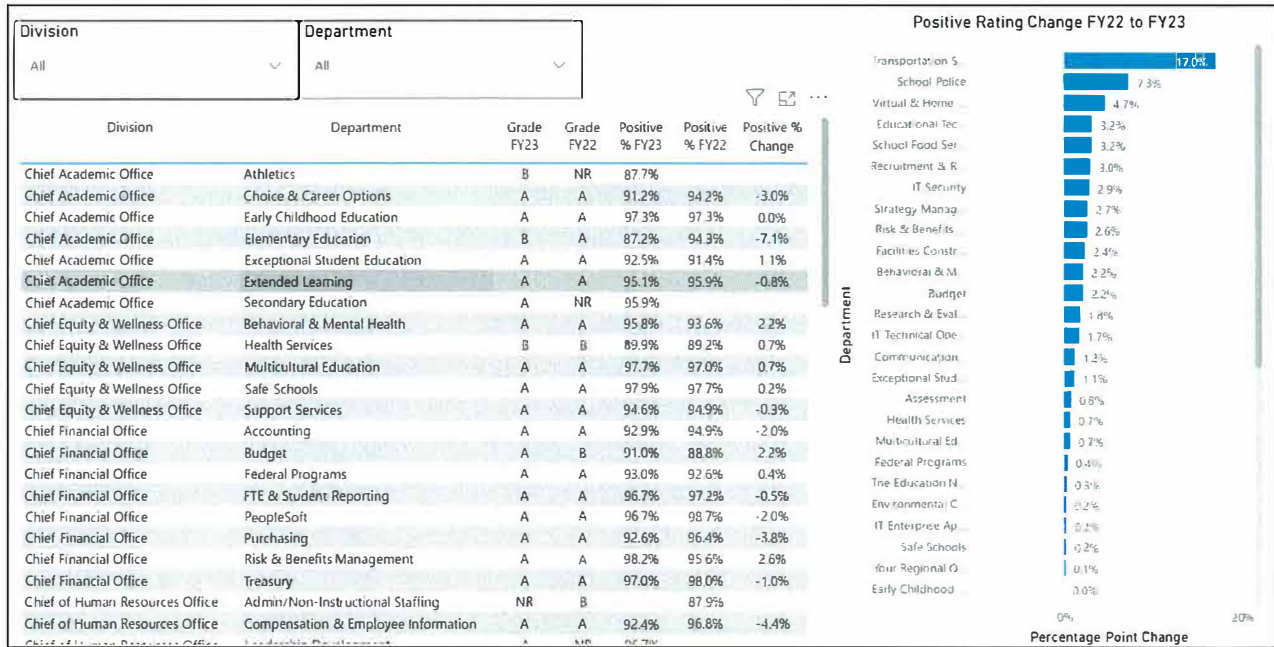 Division
Department
All
All
Division Department Grade FY23 Grade FY22 Positive % FY23 Positive % FY22 Positive % Change
Chief Academic Office Athletics B NR 87.7%
Chief Academic Office Choice & Career Options A A 91.2% 94.2% -3.0%
Chief Academic Office Early Childhood Education A A 97.3% 97.3% 0.0%
Chief Academic Office Elementary Education B A 87.2% 94.3% -7.1%
Chief Academic Office Exceptional Student Education A A 92.5% 91.4% 1.1%
Chief Academic Office Extended Learning A A 95.1% 95.9% -0.8%
Chief Academic Office Secondary Education A NR 95.9%
Chief Equity & Wellness Office Behavioral & Mental Health A A 95.8% 93.6% 2.2%
Chief Equity & Wellness Office Health Services B B 89.9% 89.2% 0.7%
Chief Equity & Wellness Office Multicultural Education A A 97.7% 97.0% 0.7%
Chief Equity & Wellness Office Safe Schools A A 97.9% 97.7% 0.2%
Chief Equity & Wellness Office Support Services A A 94.6% 94.9% -0.3%
Chief Financial Office Accounting A A 92.9% 94.9% -2.0%
Chief Financial Office Budget A B 91.0% 88.8% 2.2%
Chief Financial Office Federal Programs A A 93.0% 92.6% 0.4%
Chief Financial Office FTE & Student Reporting A A 96.7% 97.2% -0.5%
Chief Financial Office PeopleSoft A A 96.7% 98.7% -2.0%
Chief Financial Office Purchasing A A 92.6% 96.4% -3.8%
Chief Financial Office Risk & Benefits Management A A 98.2% 95.6% 2.6%
Chief Financial Office Treasury A A 97.0% 98.0% -1.0%
Chief of Human Resources Office Admin/Non-Instructional Staffing NR B 87.9%
Chief of Human Resources Office Compensation & Employee Information A A 92.4% 96.8% -4.4%
Positive Rating Change FY22 to FY23
Transportation S... 17.0%
School Police 7.3%
Virtual & Home ... 4.7%
Educational Tec... 3.2%
School Food Ser... 3.2%
Recruitment & R... 3.0%
IT Security 2.9%
Strategy Manag... 2.7%
Risk & Benefits ... 2.6%
Facilities Constr... 2.4%
Behavioral & M... 2.2%
Budget 2.2%
Research & Eval... 1.8%
IT Technical Ope... 1.7%
Communication...
Exceptional Stud... 1.1%
Assessment 0.8%
Health Services 0.7%
Multicultural Ed... 0.7%
Federal Programs 0.4%
The Education N... 0.3%
Environmental C... 0.2%
IT Enterprise Ap... 0.2%
Safe Schools 0.2%
Your Regional O... 0.1%
Early Childhood ... 0.0%
Department
0% 20%
Percentage Point Change